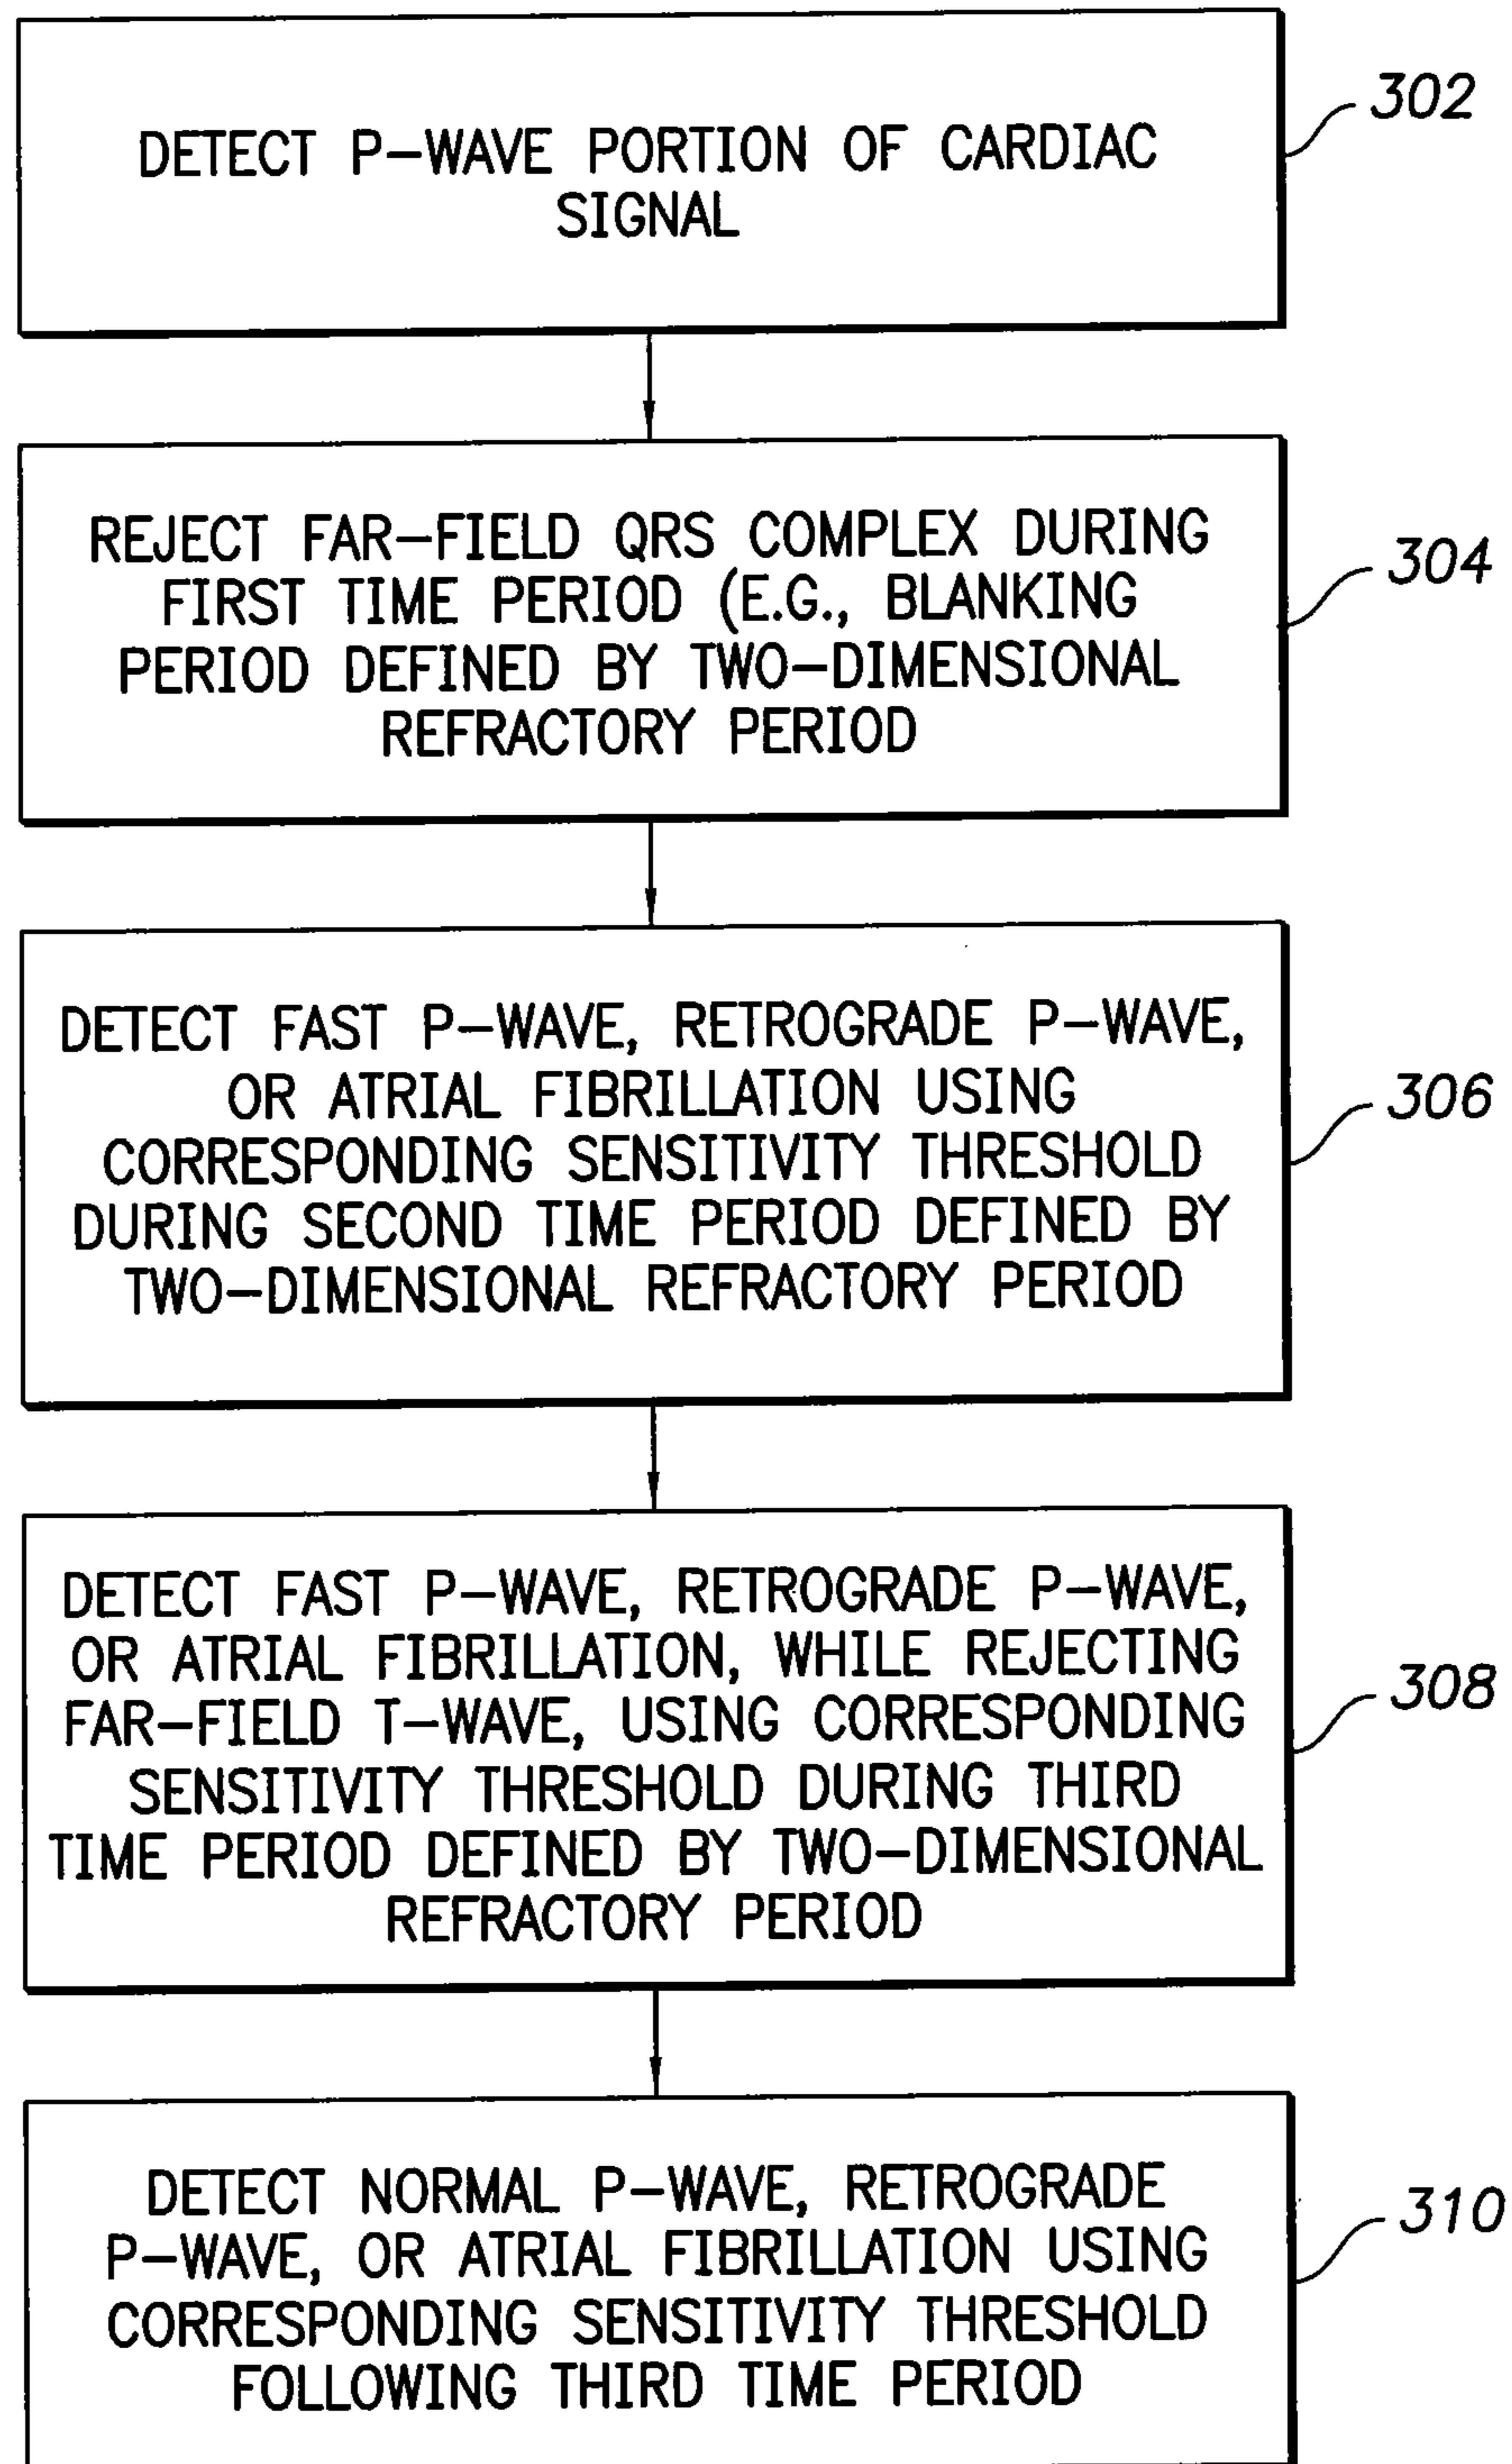 DETECT P-WAVE PORTION OF CARDIAC
SIGNAL
302
REJECT FAR-FIELD QRS COMPLEX DURING
FIRST TIME PERIOD (E.G., BLANKING
PERIOD DEFINED BY TWO-DIMENSIONAL
REFRACTORY PERIOD
304
DETECT FAST P-WAVE, RETROGRADE P-WAVE,
OR ATRIAL FIBRILLATION USING
CORRESPONDING SENSITIVITY THRESHOLD
DURING SECOND TIME PERIOD DEFINED BY
TWO-DIMENSIONAL REFRACTORY PERIOD
306
DETECT FAST P-WAVE, RETROGRADE P-WAVE,
OR ATRIAL FIBRILLATION, WHILE REJECTING
FAR-FIELD T-WAVE, USING CORRESPONDING
SENSITIVITY THRESHOLD DURING THIRD
TIME PERIOD DEFINED BY TWO-DIMENSIONAL
REFRACTORY PERIOD
308
DETECT NORMAL P-WAVE, RETROGRADE
P-WAVE, OR ATRIAL FIBRILLATION USING
CORRESPONDING SENSITIVITY THRESHOLD
FOLLOWING THIRD TIME PERIOD
310